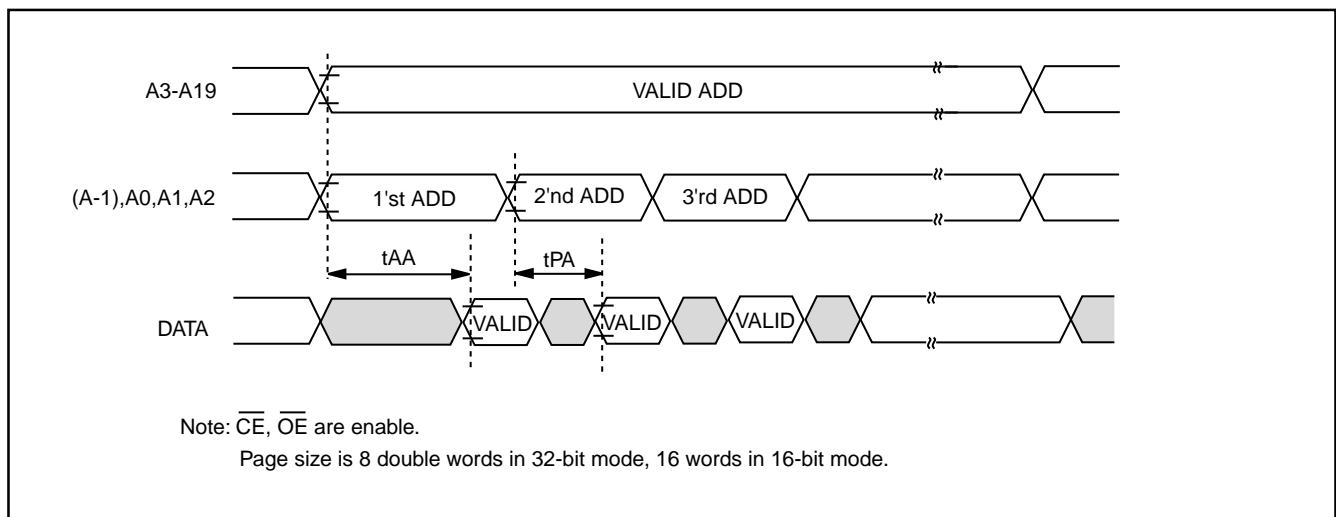 A3-A19
VALID ADD
(A-1),A0,A1,A2
1'st ADD
2'nd ADD
3'rd ADD
tAA
tPA
DATA
VALID
VALID
VALID
Note: C̅E̅, O̅E̅ are enable.
Page size is 8 double words in 32-bit mode, 16 words in 16-bit mode.